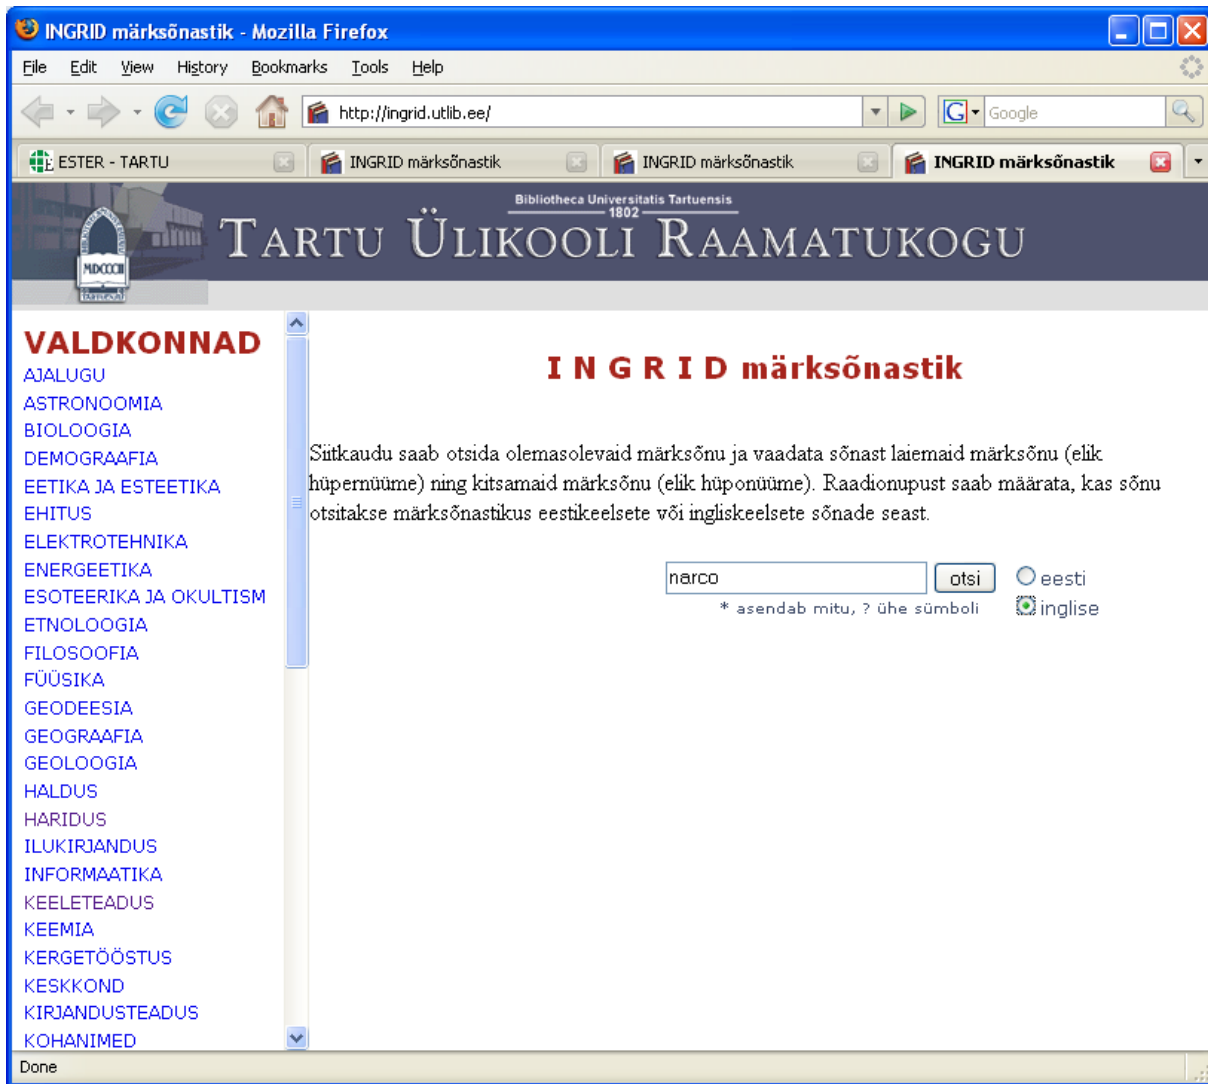 INGRID märksõnastik - Mozilla Firefox
File Edit View History Bookmarks Tools Help
http://ingrid.utlib.ee/ G Google
ESTER - TARTU INGRID märksõnastik INGRID märksõnastik INGRID märksõnastik
Bibliotheca Universitatis Tartuensis
1802
TARTU ÜLIKOOLI RAAMATUKOGU
MDCCCII
VALDKONNAD
AJALUGU
ASTRONOOMIA
BIOLOOGIA
DEMOGRAAFIA
EETIKA JA ESTEETIKA
EHITUS
ELEKTROTEHNIKA
ENERGEETIKA
ESOTEERIKA JA OKULTISM
ETNOLOOGIA
FILOSOOFIA
FÜÜSIKA
GEODEESIA
GEOGRAAFIA
GEOLOOGIA
HALDUS
HARIDUS
ILUKIRJANDUS
INFORMAATIKA
KEELETEADUS
KEEMIA
KERGETÖÖSTUS
KESKKOND
KIRJANDUSTEADUS
KOHANIMED
I N G R I D märksõnastik
Siitkaudu saab otsida olemasolevaid märksõnu ja vaadata sõnast laiemaid märksõnu (elik
hüpernüüme) ning kitsamaid märksõnu (elik hüponüüme). Raadionupust saab määrata, kas sõnu
otsitakse märksõnastikus eestikeelsete või ingliskeelsete sõnade seast.
narco otsi eesti
* asendab mitu, ? ühe sümboli inglise
Done